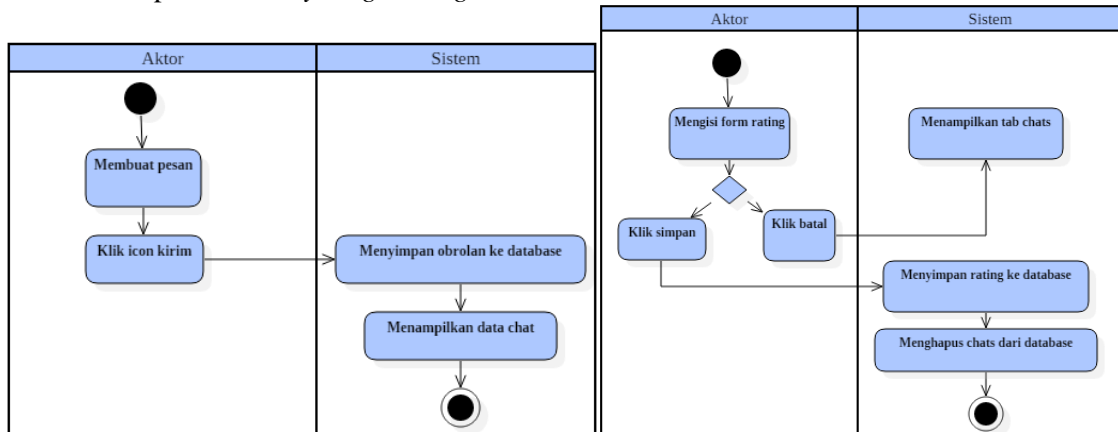 Aktor
Sistem
Membuat pesan
Klik icon kirim
Menyimpan obrolan ke database
Menampilkan data chat
Aktor
Sistem
Mengisi form rating
Menampilkan tab chats
Klik simpan
Klik batal
Menyimpan rating ke database
Menghapus chats dari database